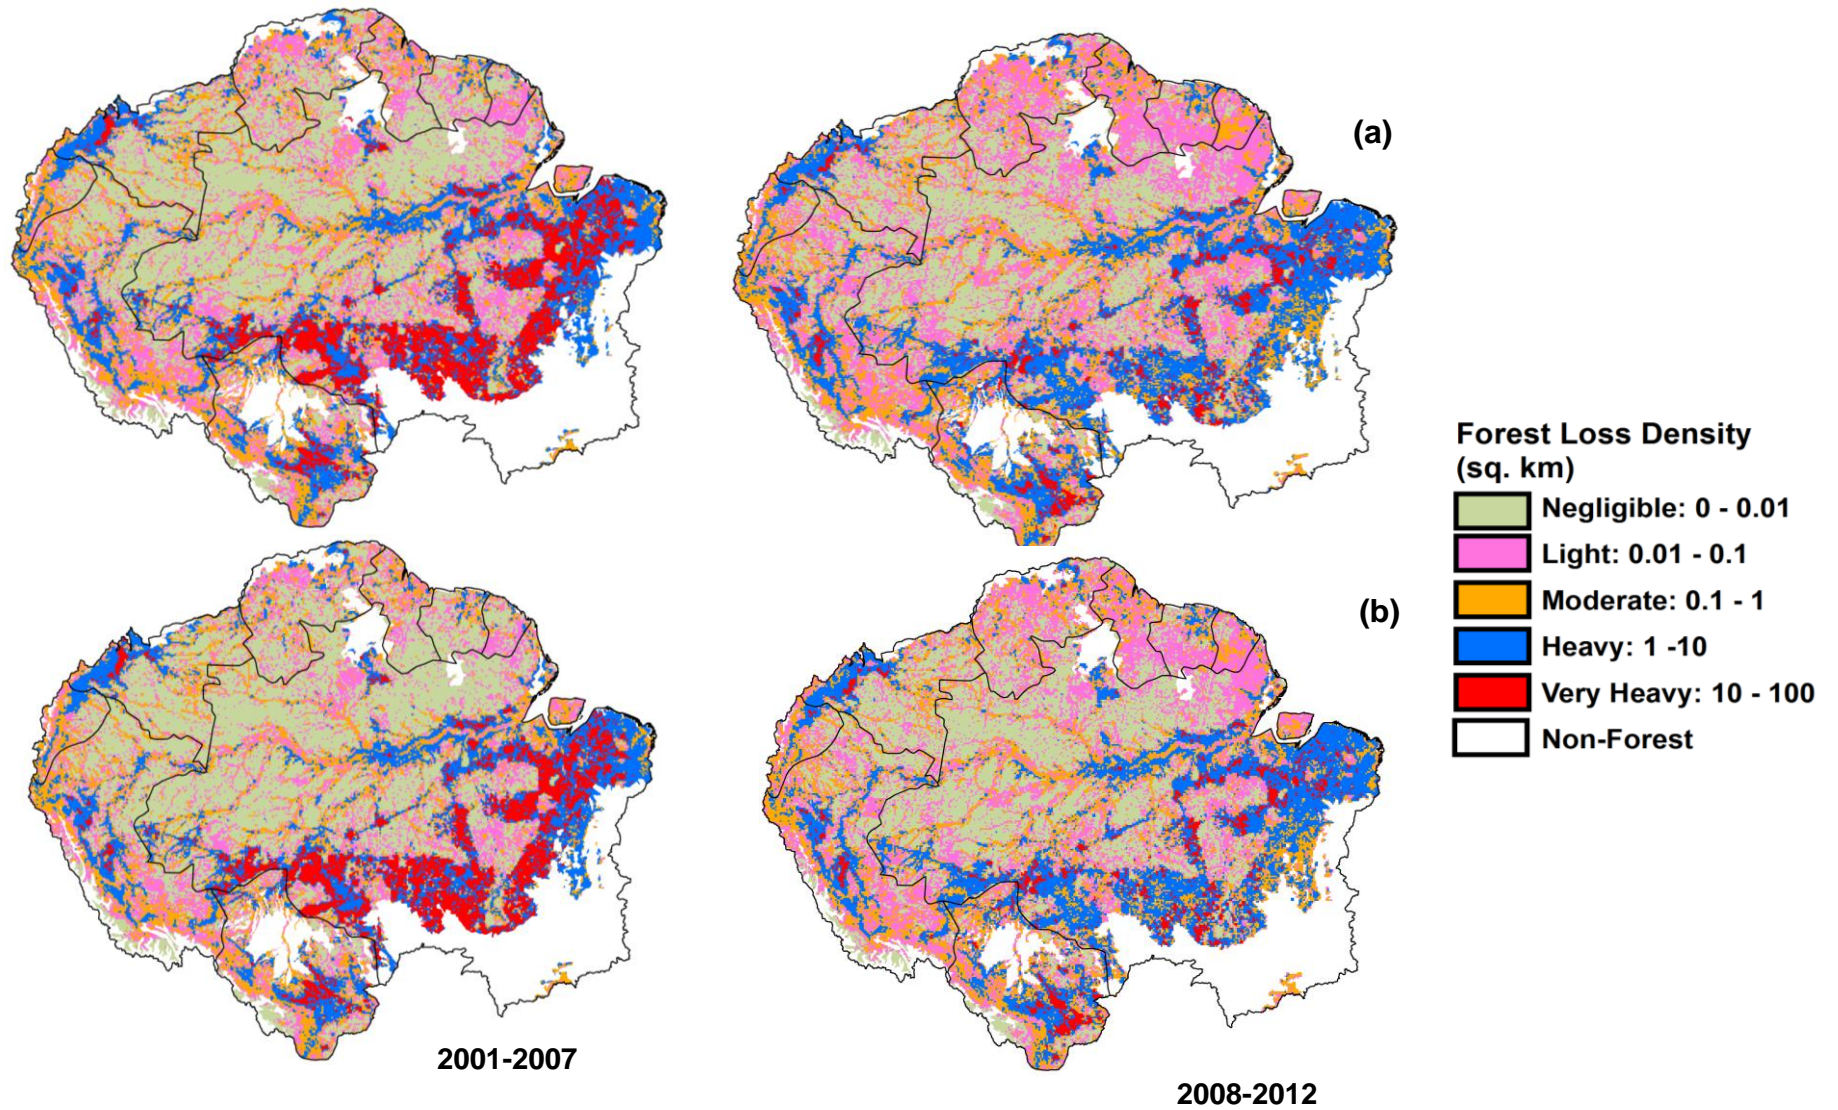 (a)
Forest Loss Density
(sq. km)
Negligible: 0 - 0.01
Light: 0.01 - 0.1
Moderate: 0.1 - 1
Heavy: 1 -10
Very Heavy: 10 - 100
Non-Forest
(b)
2001-2007
2008-2012